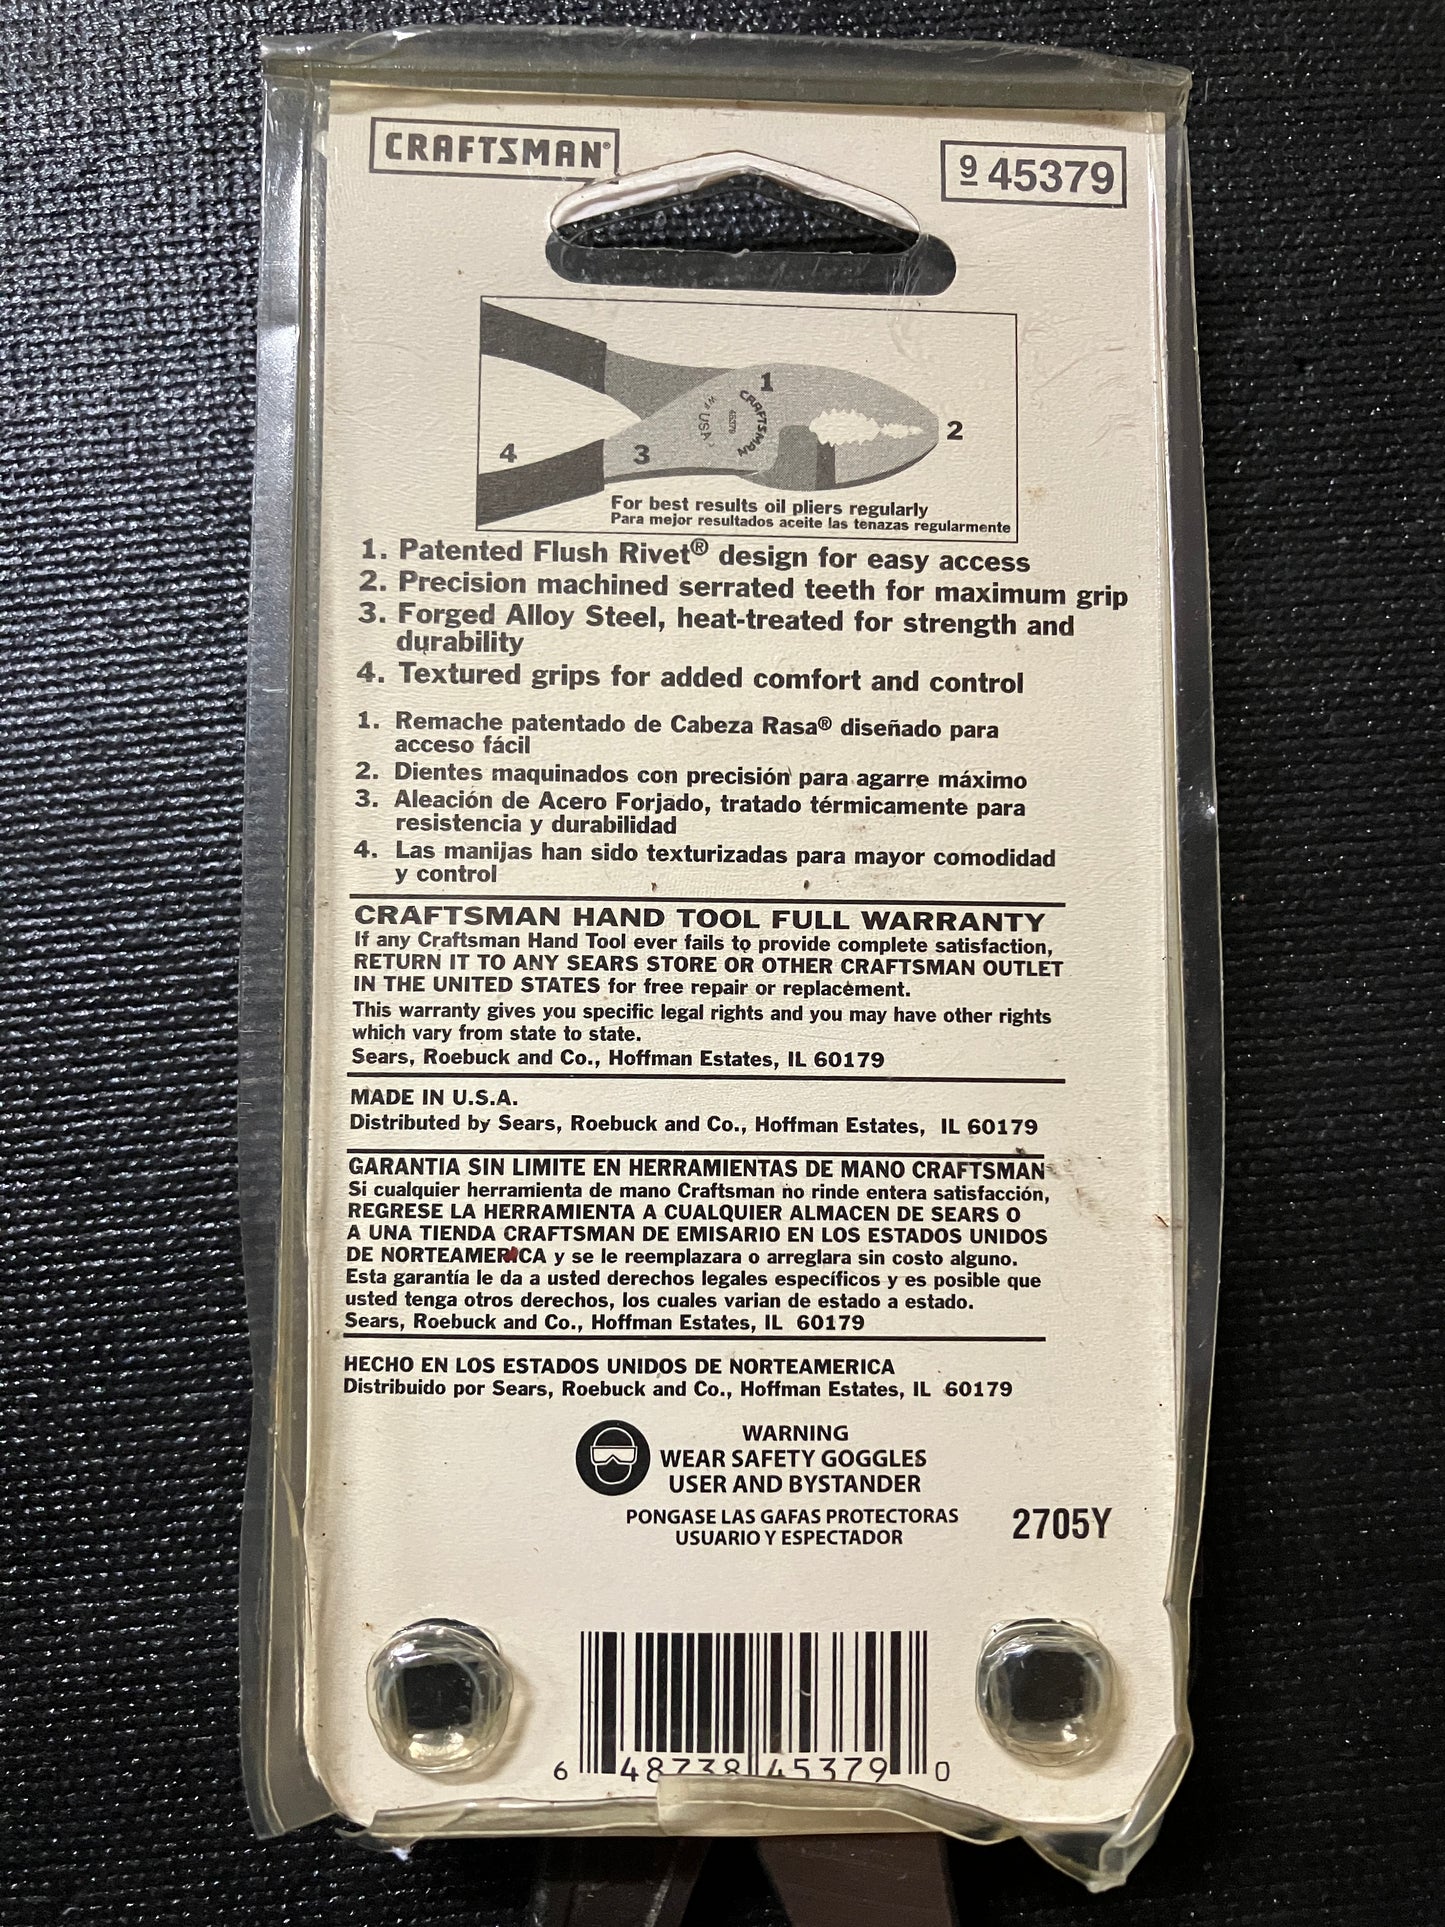 CRAFTSMAN®
9 45379
1
CRAFTSMAN
45379
WF USA
2
3
4
For best results oil pliers regularly
Para mejor resultados aceite las tenazas regularmente
1. Patented Flush Rivet® design for easy access
2. Precision machined serrated teeth for maximum grip
3. Forged Alloy Steel, heat-treated for strength and
durability
4. Textured grips for added comfort and control
1. Remache patentado de Cabeza Rasa® diseñado para
acceso fácil
2. Dientes maquinados con precisión para agarre máximo
3. Aleación de Acero Forjado, tratado térmicamente para
resistencia y durabilidad
4. Las manijas han sido texturizadas para mayor comodidad
y control
CRAFTSMAN HAND TOOL FULL WARRANTY
If any Craftsman Hand Tool ever fails to provide complete satisfaction,
RETURN IT TO ANY SEARS STORE OR OTHER CRAFTSMAN OUTLET
IN THE UNITED STATES for free repair or replacement.
This warranty gives you specific legal rights and you may have other rights
which vary from state to state.
Sears, Roebuck and Co., Hoffman Estates, IL 60179
MADE IN U.S.A.
Distributed by Sears, Roebuck and Co., Hoffman Estates, IL 60179
GARANTIA SIN LIMITE EN HERRAMIENTAS DE MANO CRAFTSMAN
Si cualquier herramienta de mano Craftsman no rinde entera satisfacción,
REGRESE LA HERRAMIENTA A CUALQUIER ALMACEN DE SEARS O
A UNA TIENDA CRAFTSMAN DE EMISARIO EN LOS ESTADOS UNIDOS
DE NORTEAMERICA y se le reemplazara o arreglara sin costo alguno.
Esta garantía le da a usted derechos legales específicos y es posible que
usted tenga otros derechos, los cuales varian de estado a estado.
Sears, Roebuck and Co., Hoffman Estates, IL 60179
HECHO EN LOS ESTADOS UNIDOS DE NORTEAMERICA
Distribuido por Sears, Roebuck and Co., Hoffman Estates, IL 60179
WARNING
WEAR SAFETY GOGGLES
USER AND BYSTANDER
PONGASE LAS GAFAS PROTECTORAS
USUARIO Y ESPECTADOR
2705Y
6 48738 45379 0